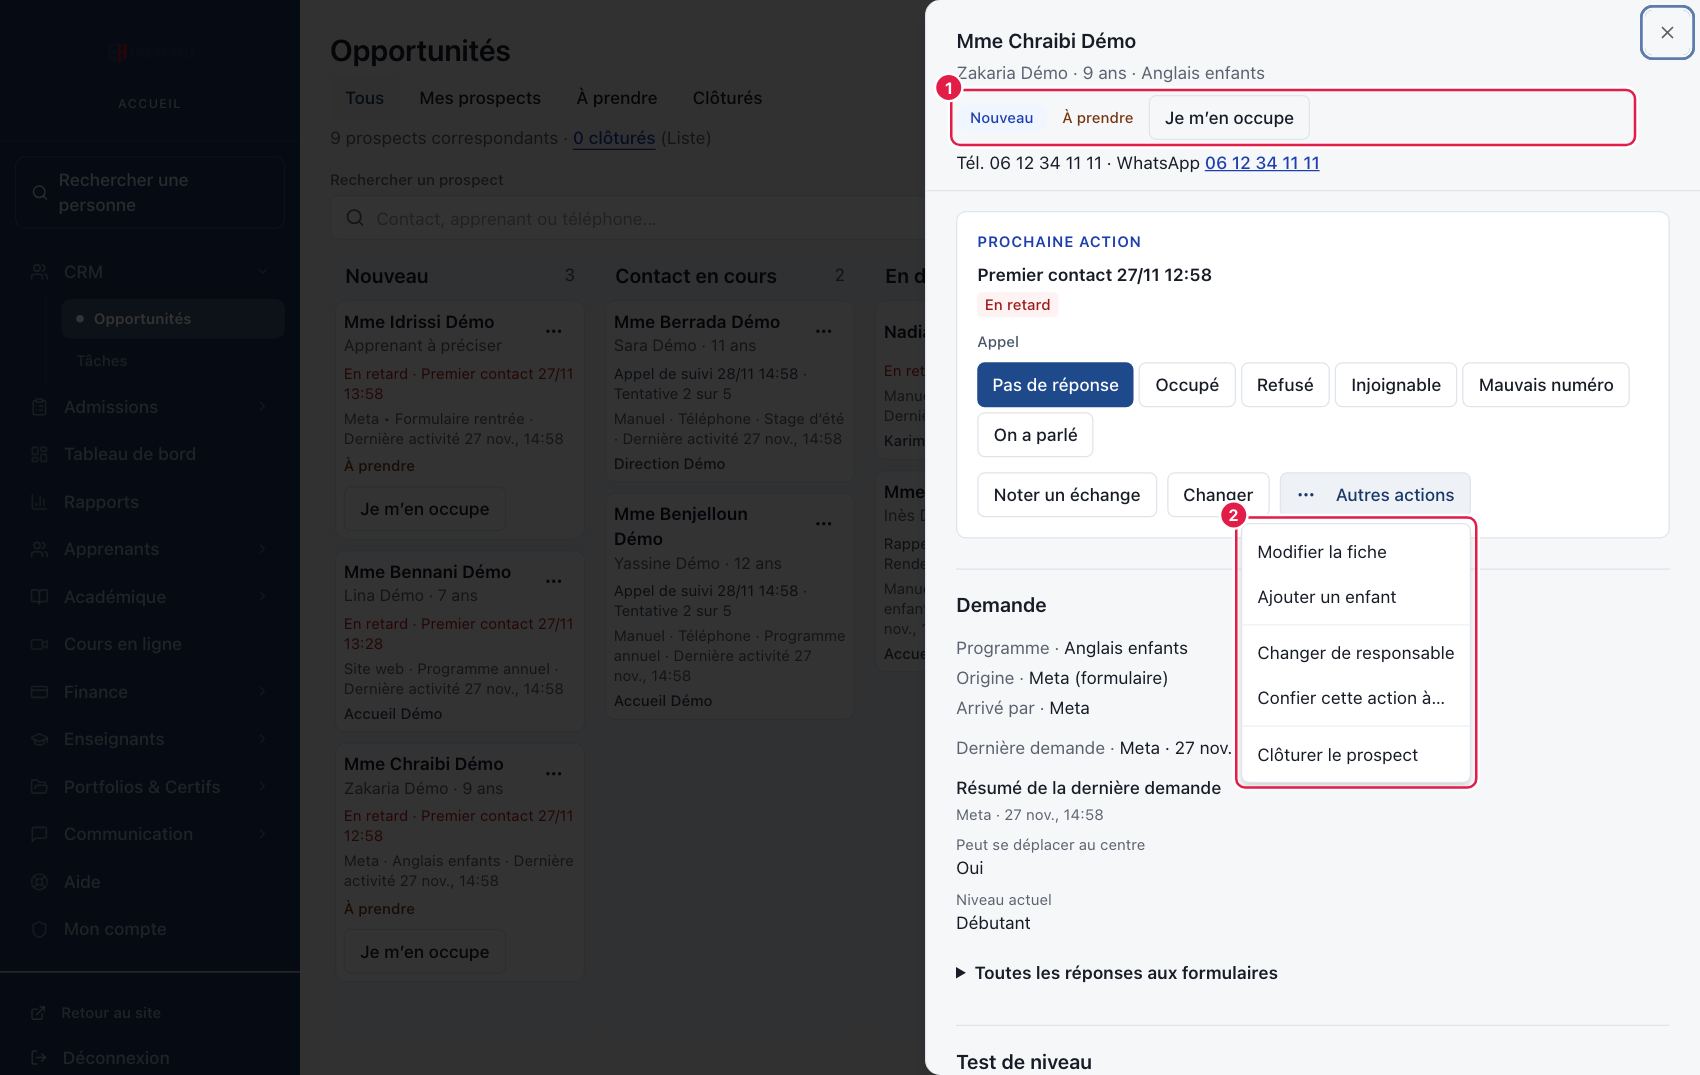 ACCUEIL
Rechercher une
personne
CRM
Opportunités
Tâches
Admissions
Tableau de bord
Rapports
Apprenants
Académique
Cours en ligne
Finance
Enseignants
Portfolios & Certifs
Communication
Aide
Mon compte
Retour au site
Déconnexion
Opportunités
Tous
Mes prospects
À prendre
Clôturés
9 prospects correspondants · 0 clôturés (Liste)
Rechercher un prospect
Contact, apprenant ou téléphone...
Nouveau 3
Mme Idrissi Démo
Apprenant à préciser
En retard · Premier contact 27/11
13:58
Meta · Formulaire rentrée ·
Dernière activité 27 nov., 14:58
À prendre
Je m'en occupe
Mme Bennani Démo
Lina Démo · 7 ans
En retard · Premier contact 27/11
13:28
Site web · Programme annuel ·
Dernière activité 27 nov., 14:58
Accueil Démo
Mme Chraibi Démo
Zakaria Démo · 9 ans
En retard · Premier contact 27/11
12:58
Meta · Anglais enfants · Dernière
activité 27 nov., 14:58
À prendre
Je m'en occupe
Contact en cours 2
Mme Berrada Démo
Sara Démo · 11 ans
Appel de suivi 28/11 14:58 ·
Tentative 2 sur 5
Manuel · Téléphone · Stage d'été
· Dernière activité 27 nov., 14:58
Direction Démo
Mme Benjelloun
Démo
Yassine Démo · 12 ans
Appel de suivi 28/11 14:58 ·
Tentative 2 sur 5
Manuel · Téléphone · Programme
annuel · Dernière activité 27
nov., 14:58
Accueil Démo
En d
Nadi
En ret
Manu
Derni
Karim
Mme
Inès D
Rappe
Rende
Manu
enfan
nov.,
Accue
Mme Chraibi Démo
Zakaria Démo · 9 ans · Anglais enfants
1
Nouveau
À prendre
Je m'en occupe
Tél. 06 12 34 11 11 · WhatsApp 06 12 34 11 11
PROCHAINE ACTION
Premier contact 27/11 12:58
En retard
Appel
Pas de réponse
Occupé
Refusé
Injoignable
Mauvais numéro
On a parlé
Noter un échange
Changer
Autres actions
2
Modifier la fiche
Ajouter un enfant
Changer de responsable
Confier cette action à...
Clôturer le prospect
Demande
Programme · Anglais enfants
Origine · Meta (formulaire)
Arrivé par · Meta
Dernière demande · Meta · 27 nov.
Résumé de la dernière demande
Meta · 27 nov., 14:58
Peut se déplacer au centre
Oui
Niveau actuel
Débutant
Toutes les réponses aux formulaires
Test de niveau